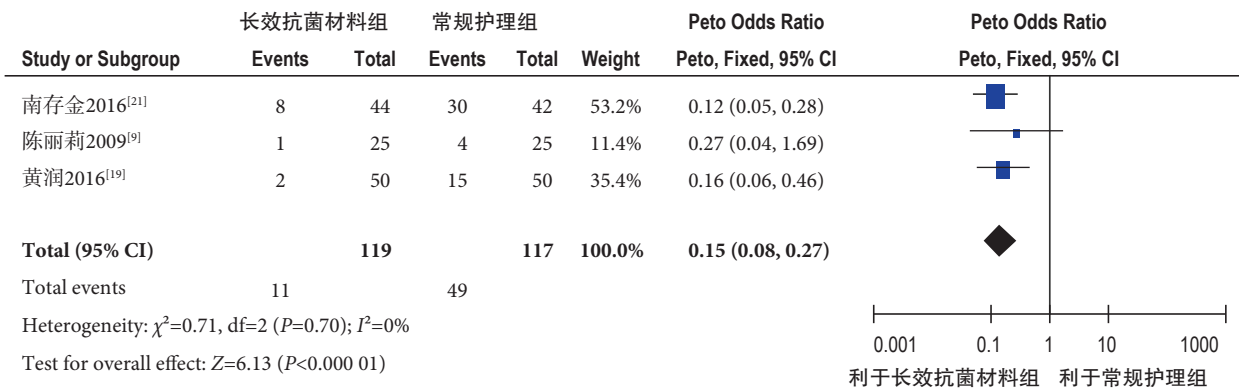 长效抗菌材料组 常规护理组 Peto Odds Ratio Peto Odds Ratio
Study or Subgroup Events Total Events Total Weight Peto, Fixed, 95% CI Peto, Fixed, 95% CI
南存金2016[21] 8 44 30 42 53.2% 0.12 (0.05, 0.28)
陈丽莉2009[9] 1 25 4 25 11.4% 0.27 (0.04, 1.69)
黄润2016[19] 2 50 15 50 35.4% 0.16 (0.06, 0.46)
Total (95% CI) 119 117 100.0% 0.15 (0.08, 0.27)
Total events 11 49
Heterogeneity: χ²=0.71, df=2 (P=0.70); I²=0%
Test for overall effect: Z=6.13 (P<0.000 01)
0.001 0.1 1 10 1000
利于长效抗菌材料组 利于常规护理组